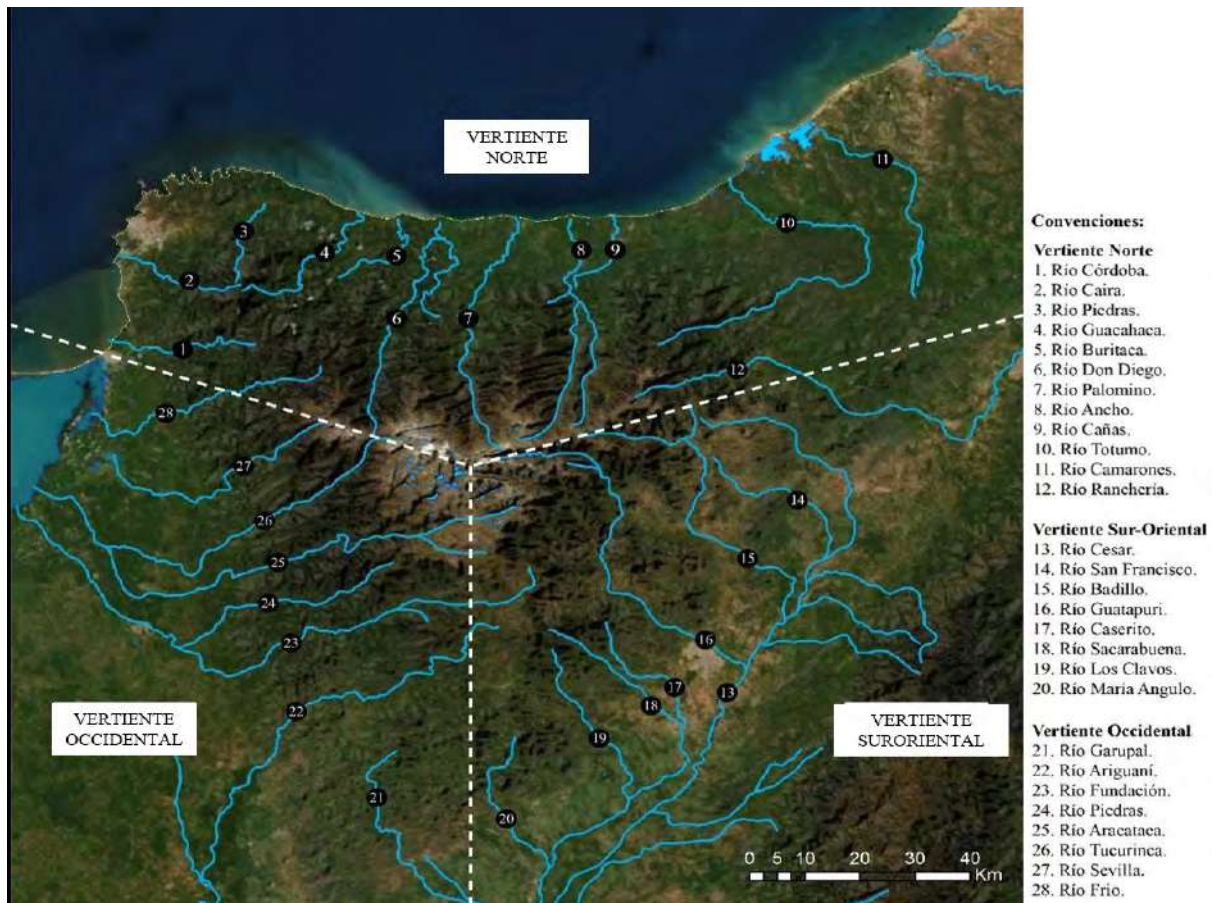 VERTIENTE
NORTE
11
10
3
4
5
8
9
2
6
7
1
12
28
27
14
26
25
15
24
23
16
17
13
18
22
19
VERTIENTE
OCCIDENTAL
VERTIENTE
SURORIENTAL
21
20
0 5 10 20 30 40
Km
Convenciones:
Vertiente Norte
1. Río Córdoba.
2. Río Caira.
3. Río Piedras.
4. Río Guacahaca.
5. Río Buritaca.
6. Río Don Diego.
7. Río Palomino.
8. Río Ancho.
9. Río Cañas.
10. Río Totumo.
11. Río Camarones.
12. Río Ranchería.
Vertiente Sur-Oriental
13. Río Cesar.
14. Río San Francisco.
15. Río Badillo.
16. Río Guatapuri.
17. Río Caserito.
18. Río Sacarabuena.
19. Río Los Clavos.
20. Río María Angulo.
Vertiente Occidental
21. Río Garupal.
22. Río Ariguaní.
23. Río Fundación.
24. Río Piedras.
25. Río Aracataca.
26. Río Tucurinca.
27. Río Sevilla.
28. Río Frio.